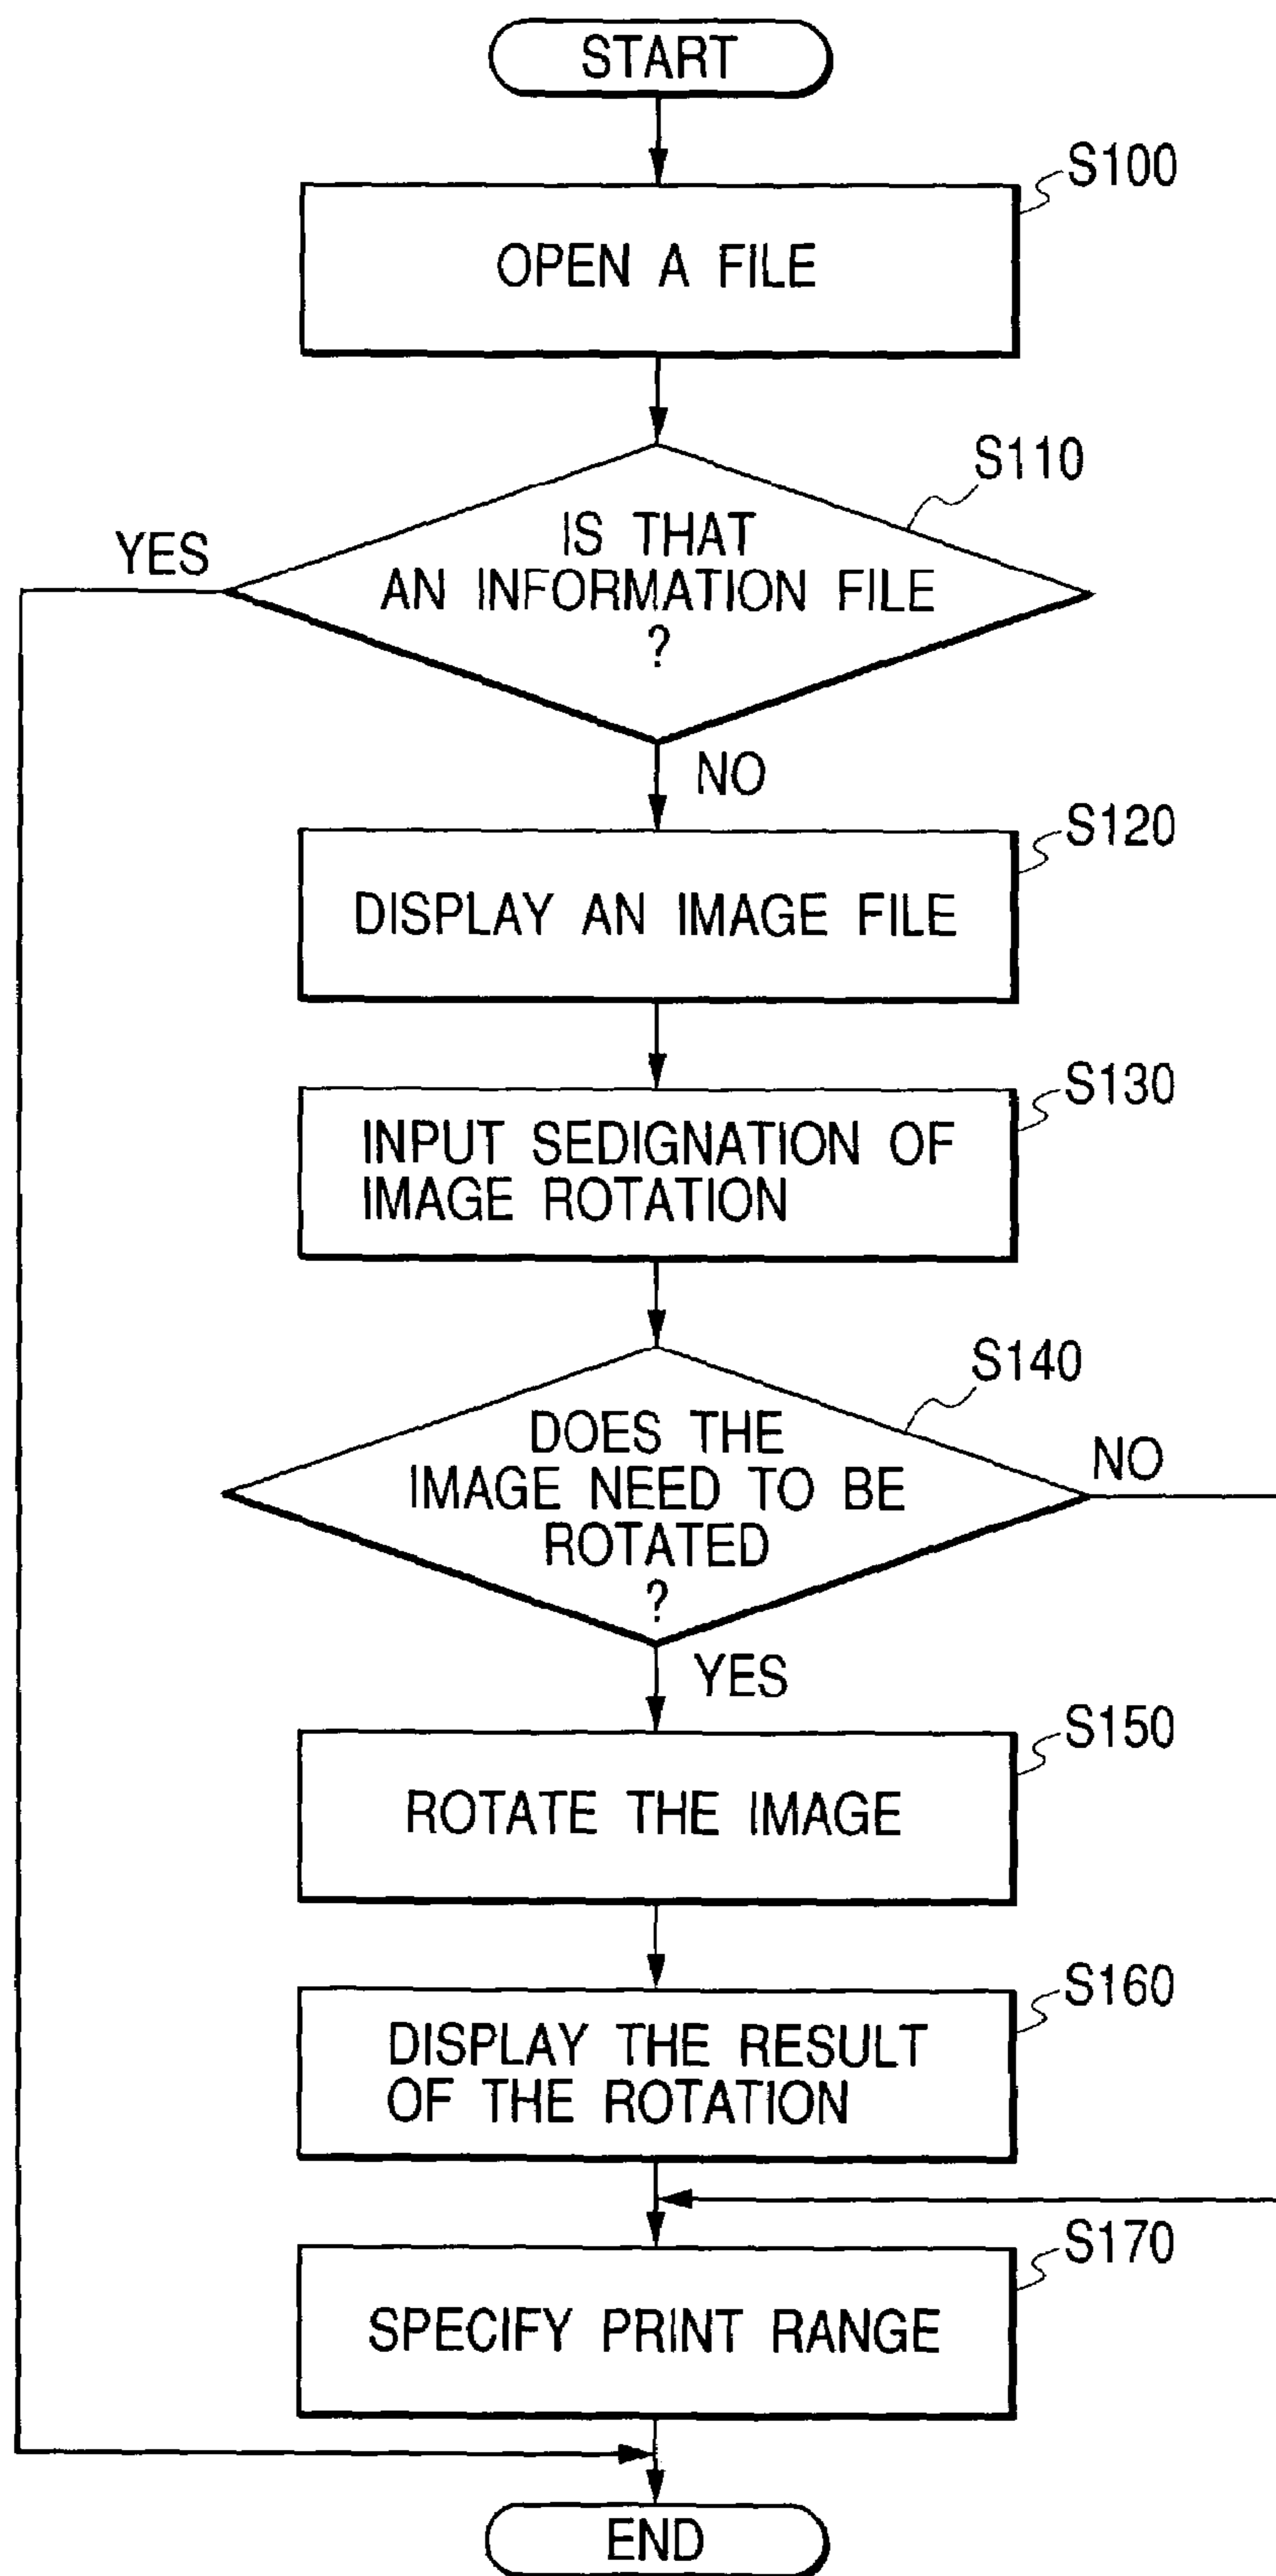 START
S100
OPEN A FILE
S110
YES
IS THAT
AN INFORMATION FILE
?
NO
S120
DISPLAY AN IMAGE FILE
S130
INPUT SEDIGNATION OF
IMAGE ROTATION
S140
DOES THE
IMAGE NEED TO BE
ROTATED
?
NO
YES
S150
ROTATE THE IMAGE
S160
DISPLAY THE RESULT
OF THE ROTATION
S170
SPECIFY PRINT RANGE
END